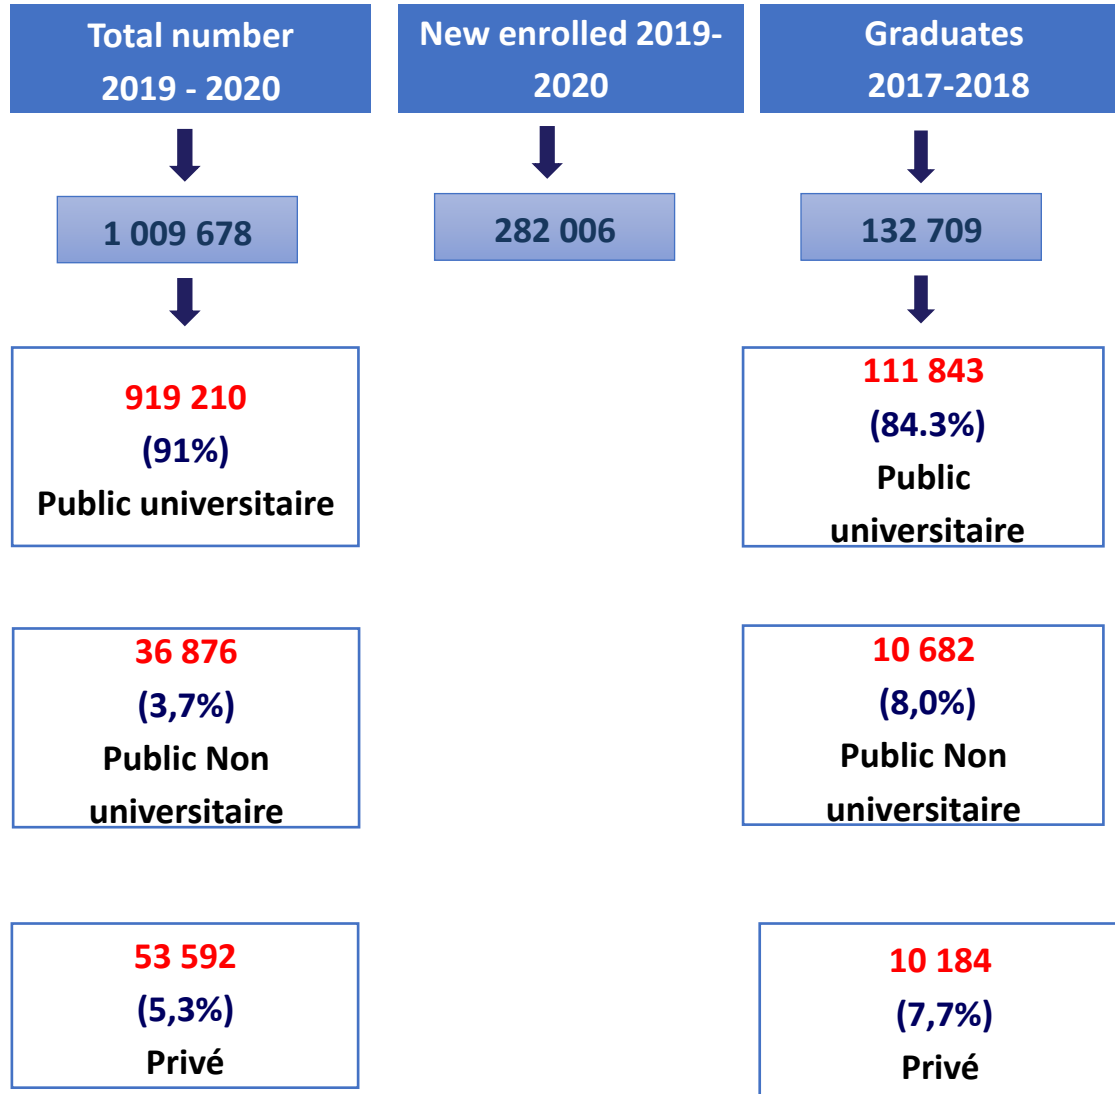 Total number
2019 - 2020
New enrolled 2019-
2020
Graduates
2017-2018
1 009 678
282 006
132 709
919 210
(91%)
Public universitaire
111 843
(84.3%)
Public
universitaire
36 876
(3,7%)
Public Non
universitaire
10 682
(8,0%)
Public Non
universitaire
53 592
(5,3%)
Privé
10 184
(7,7%)
Privé